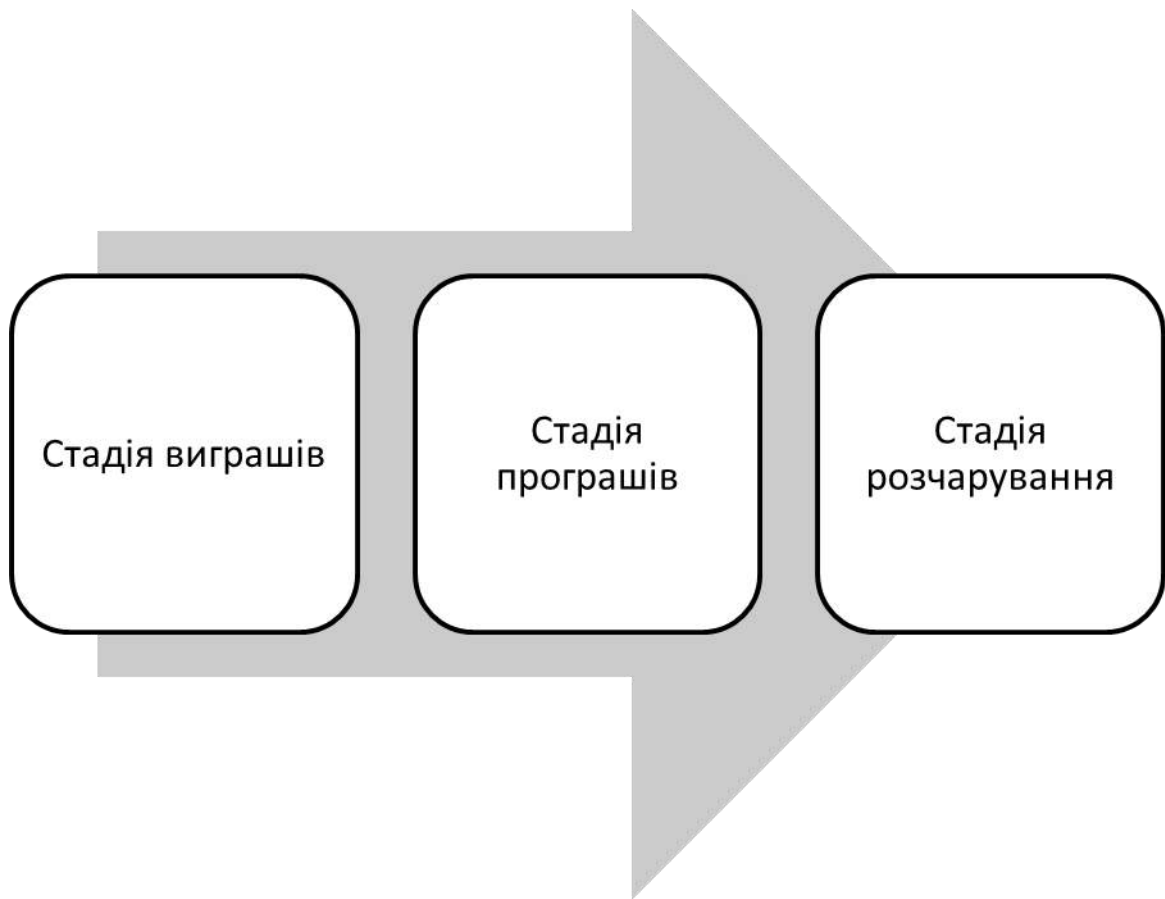 Стадія виграшів
Стадія
програшів
Стадія
розчарування